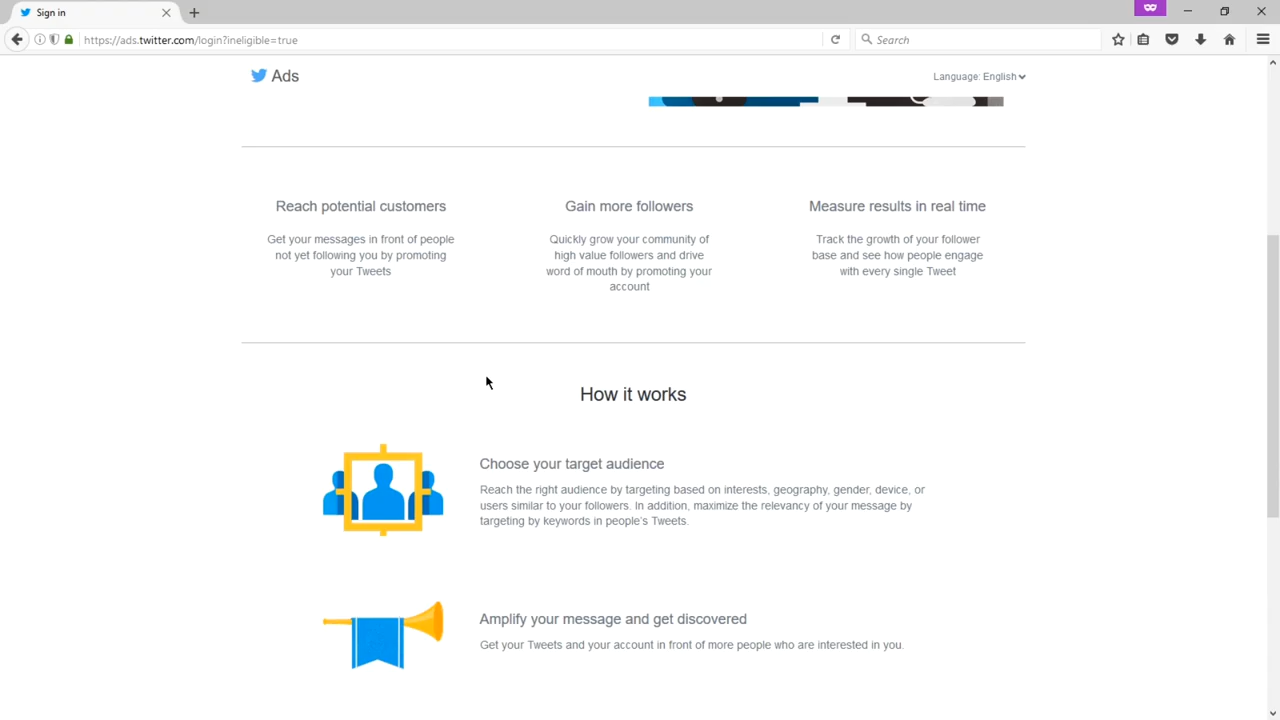 Sign in
https://ads.twitter.com/login?ineligible=true
Search
Ads
Language: English
Reach potential customers
Get your messages in front of people
not yet following you by promoting
your Tweets
Gain more followers
Quickly grow your community of
high value followers and drive
word of mouth by promoting your
account
Measure results in real time
Track the growth of your follower
base and see how people engage
with every single Tweet
How it works
Choose your target audience
Reach the right audience by targeting based on interests, geography, gender, device, or
users similar to your followers. In addition, maximize the relevancy of your message by
targeting by keywords in people's Tweets.
Amplify your message and get discovered
Get your Tweets and your account in front of more people who are interested in you.